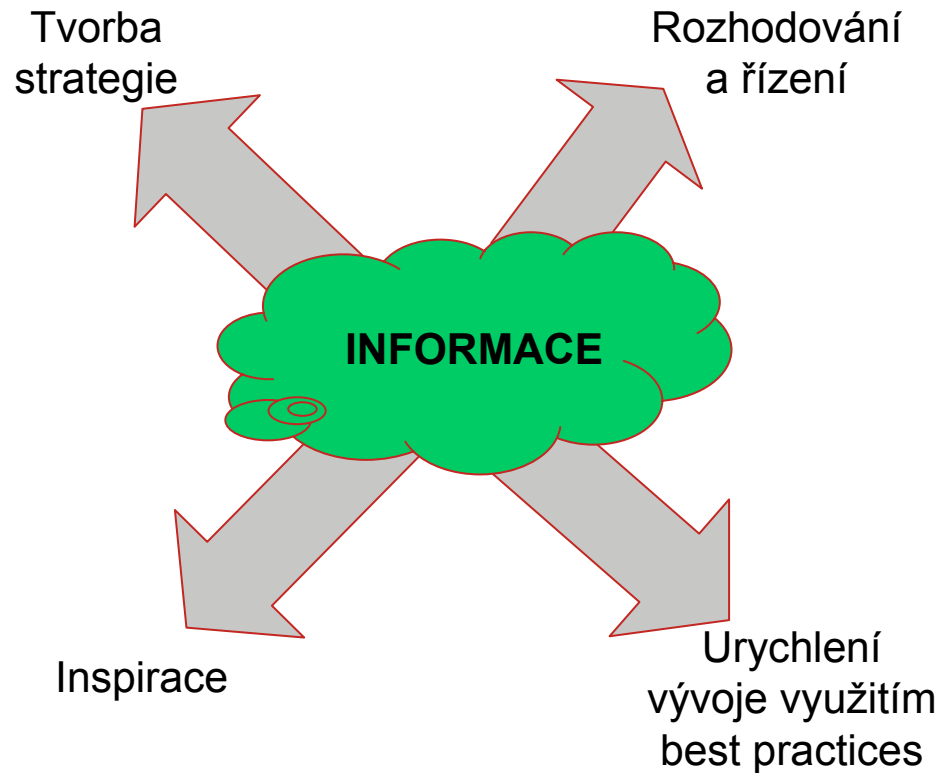 Tvorba
strategie
Rozhodování
a řízení
INFORMACE
Inspirace
Urychlení
vývoje využitím
best practices